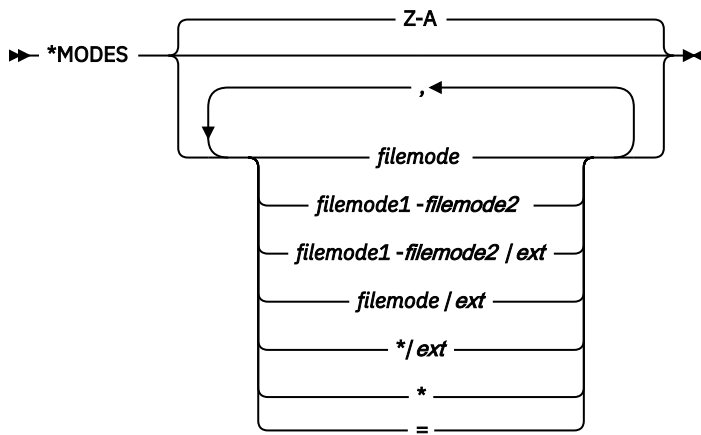 Z-A
*MODES
,
filemode
filemode1 -filemode2
filemode1 -filemode2 / ext
filemode / ext
*/ ext
*
=